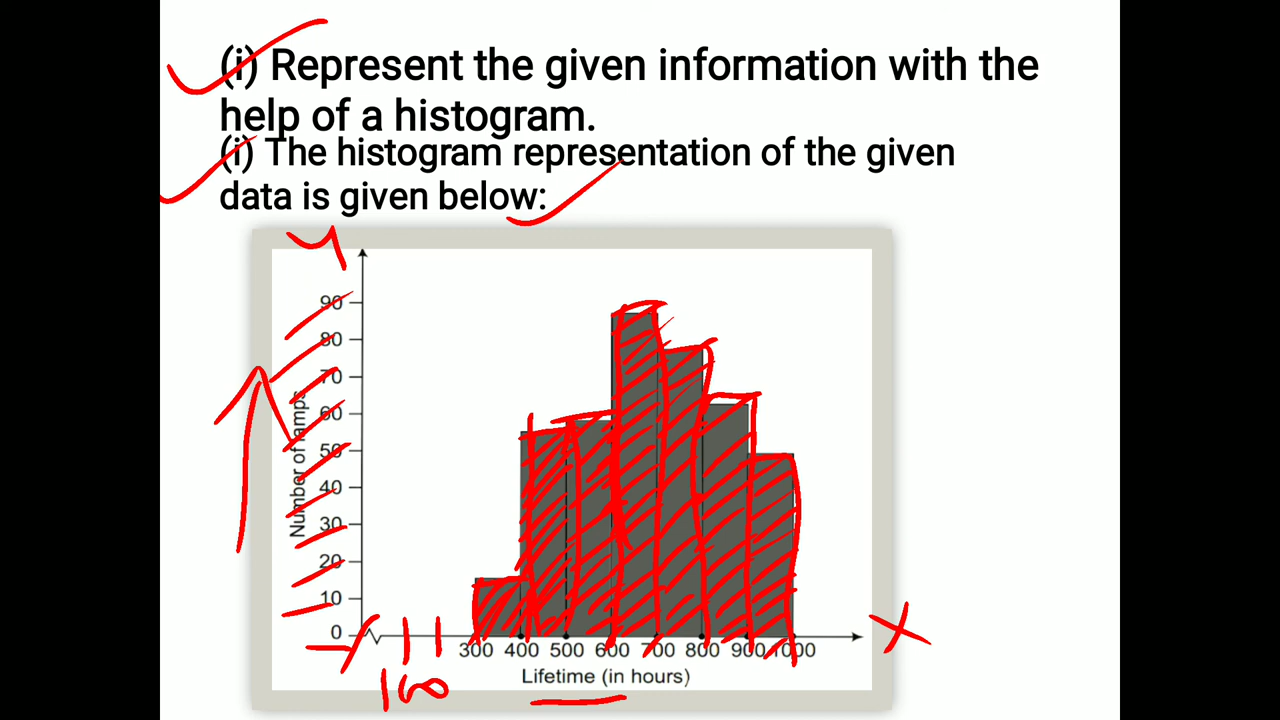 (i) Represent the given information with the
help of a histogram.
(i) The histogram representation of the given
data is given below:
Y
90
80
70
60
50
40
30
20
10
0
Number of lamps
300 400 500 600 700 800 900 1000
X
100
Lifetime (in hours)